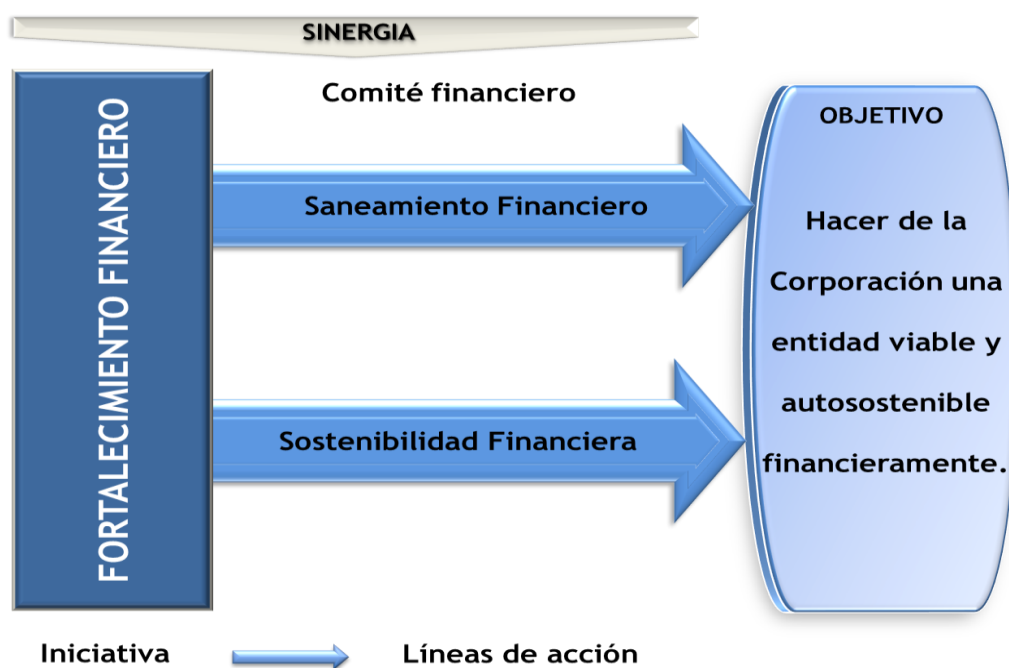 SINERGIA
Comité financiero
FORTALECIMIENTO FINANCIERO
Saneamiento Financiero
Sostenibilidad Financiera
OBJETIVO
Hacer de la
Corporación una
entidad viable y
autosostenible
financieramente.
Iniciativa
Líneas de acción